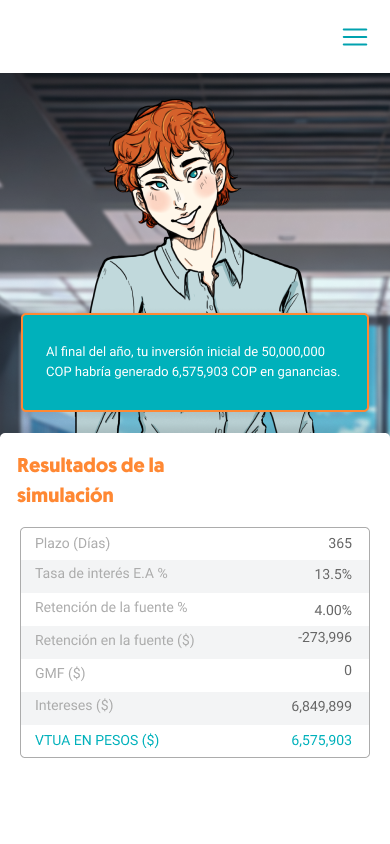 Al final del año, tu inversión inicial de 50,000,000
COP habría generado 6,575,903 COP en ganancias.
Resultados de la
simulación
Plazo (Días) 365
Tasa de interés E.A % 13.5%
Retención de la fuente % 4.00%
Retención en la fuente ($) -273,996
GMF ($) 0
Intereses ($) 6,849,899
VTUA EN PESOS ($) 6,575,903